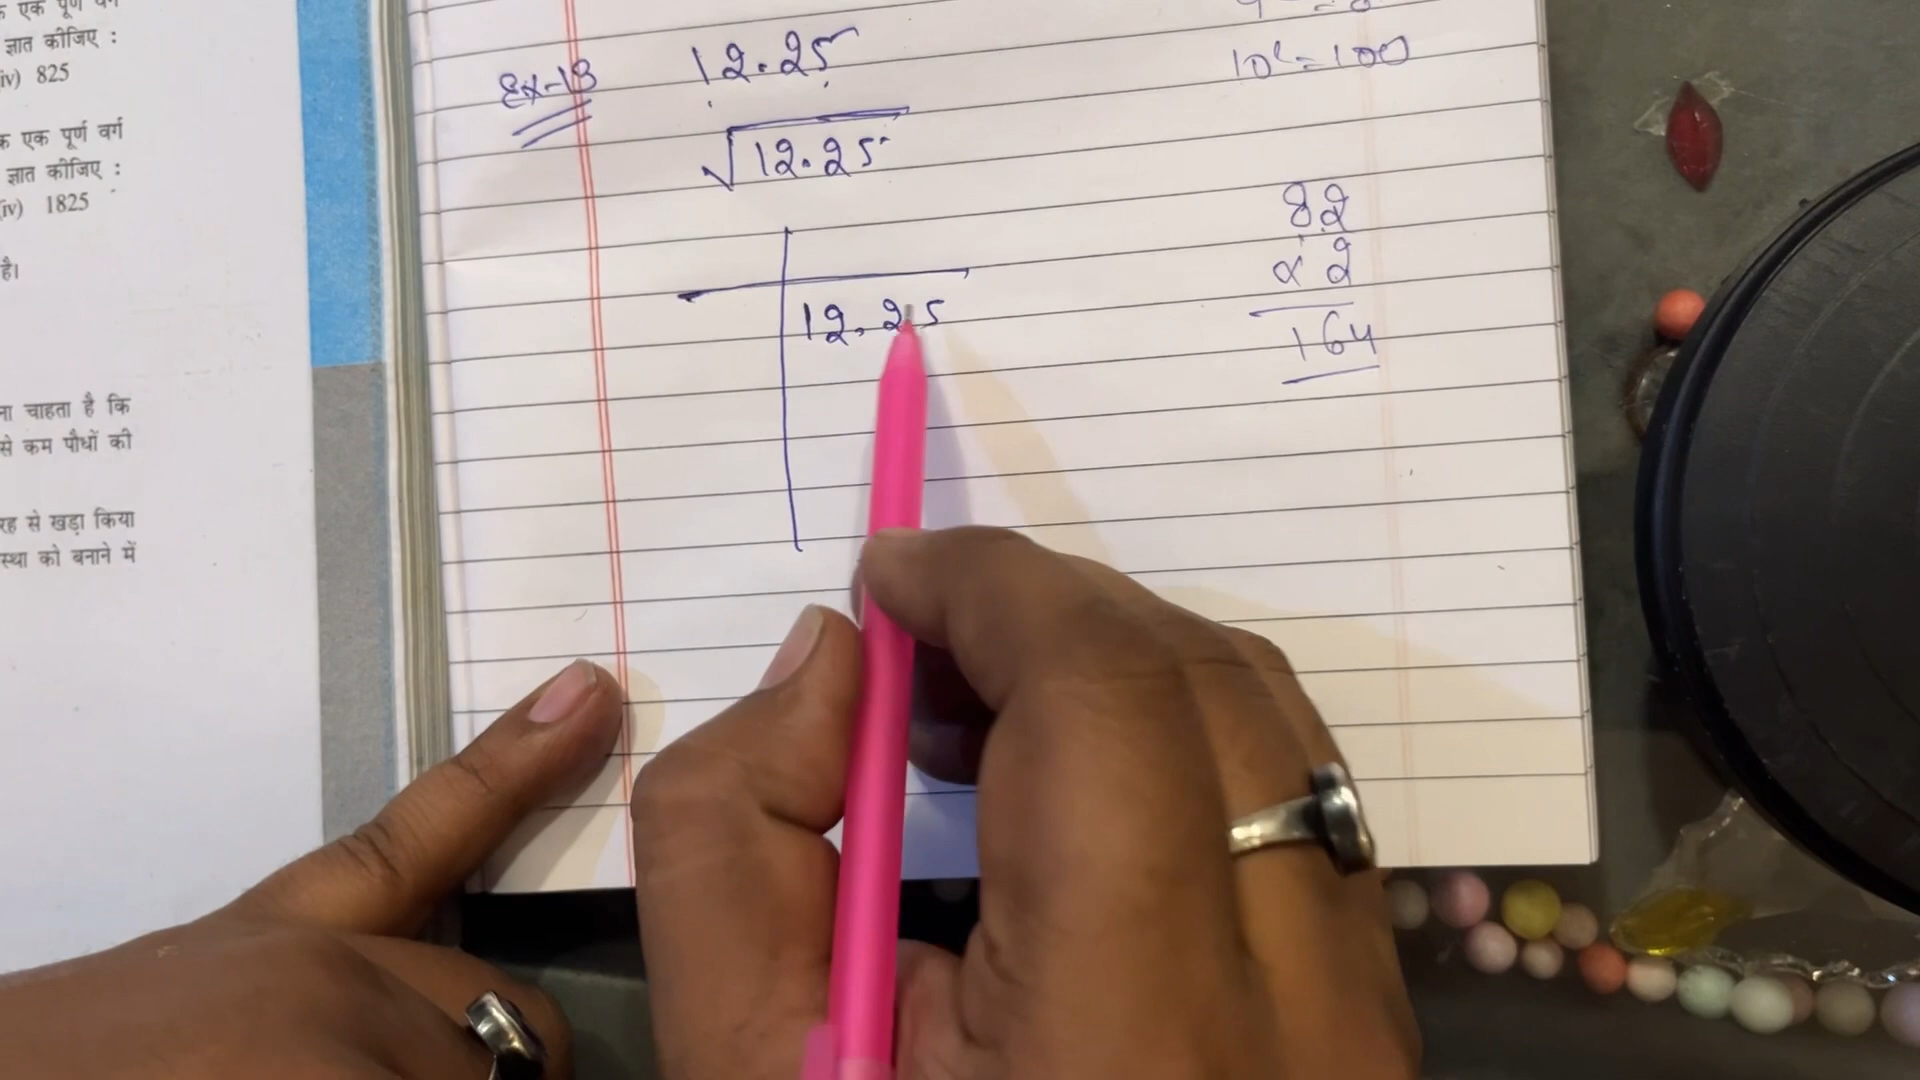 एक पूर्ण वर्ग
ज्ञात कीजिए :
iv) 825
एक पूर्ण वर्ग
ज्ञात कीजिए :
(iv) 1825
है।
ना चाहता है कि
से कम पौधों की
रह से खड़ा किया
स्था को बनाने में
Ex-13
12.25
√12.25
12.25
10² = 100
82
× 2
164